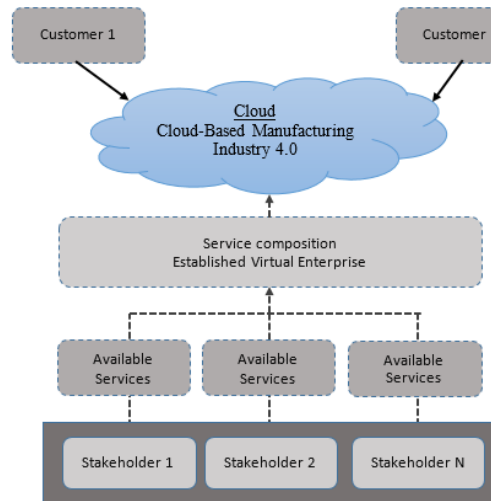 Customer 1
Customer
Cloud
Cloud-Based Manufacturing
Industry 4.0
Service composition
Established Virtual Enterprise
Available
Services
Available
Services
Available
Services
Stakeholder 1
Stakeholder 2
Stakeholder N